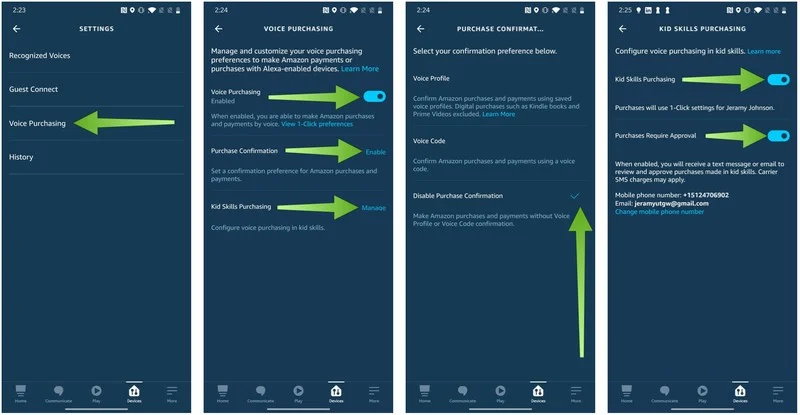 2:23
SETTINGS
Recognized Voices
Guest Connect
Voice Purchasing
History
Home
Communicate
Play
Devices
More
2:24
VOICE PURCHASING
Manage and customize your voice purchasing
preferences to make Amazon payments or
purchases with Alexa-enabled devices. Learn More
Voice Purchasing
Enabled
When enabled, you are able to make Amazon purchases
and payments by voice. View 1-Click preferences.
Purchase Confirmation
Enable
Set a confirmation preference for Amazon purchases and
payments.
Kid Skills Purchasing
Manage
Configure voice purchasing in kid skills.
Home
Communicate
Play
Devices
More
2:24
PURCHASE CONFIRMAT...
Select your confirmation preference below.
Voice Profile
Confirm Amazon purchases and payments using saved
voice profiles. Digital purchases such as Kindle books and
Prime Videos excluded. Learn More
Voice Code
Confirm Amazon purchases and payments using a voice
code.
Disable Purchase Confirmation
Make Amazon purchases and payments without Voice
Profile or Voice Code confirmation.
Home
Communicate
Play
Devices
More
2:25
KID SKILLS PURCHASING
Configure voice purchasing in kid skills. Learn more
Kid Skills Purchasing
Purchases will use 1-Click settings for Jeramy Johnson.
Purchases Require Approval
When enabled, you will receive a text message or email to
review and approve purchases made in kid skills. Carrier
SMS charges may apply.
Mobile phone number: +15124706902
Email: jeramyutgw@gmail.com
Change mobile phone number
Home
Communicate
Play
Devices
More